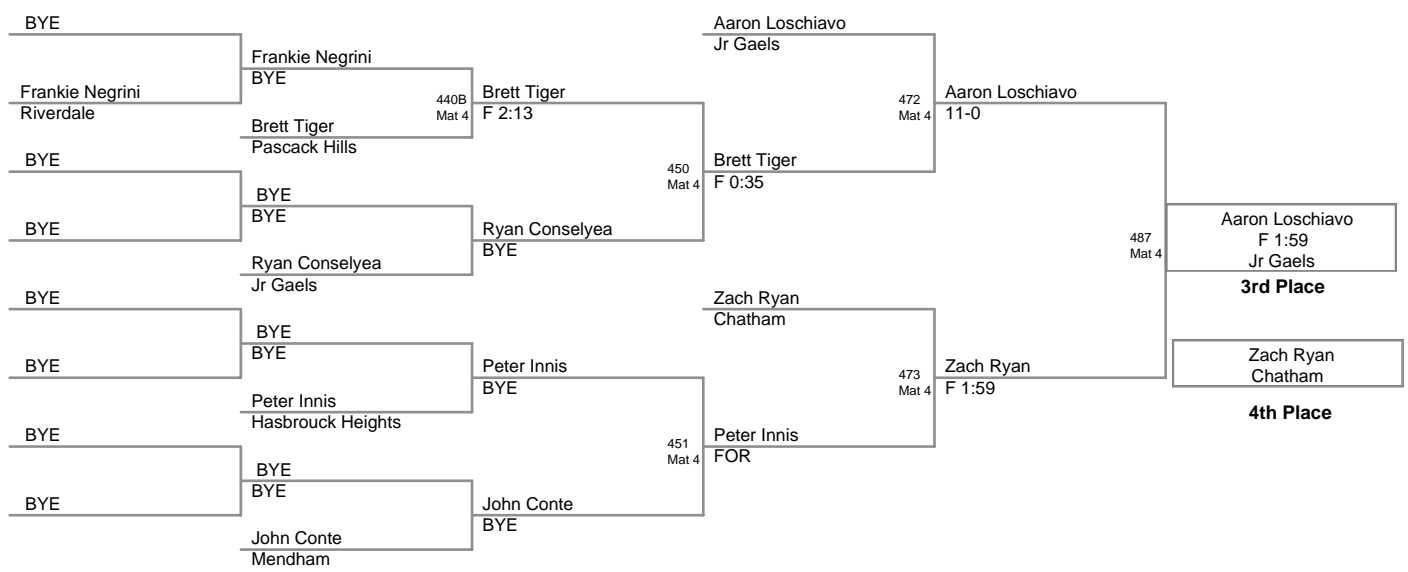 BYE
Frankie Negrini
Riverdale
BYE
BYE
BYE
BYE
BYE
BYE
Frankie Negrini
BYE
Brett Tiger
Pascack Hills
BYE
BYE
Ryan Conselyea
Jr Gaels
BYE
BYE
Peter Innis
Hasbrouck Heights
BYE
BYE
John Conte
Mendham
440B
Mat 4
Brett Tiger
F 2:13
Ryan Conselyea
BYE
Peter Innis
BYE
John Conte
BYE
Aaron Loschiavo
Jr Gaels
450
Mat 4
Brett Tiger
F 0:35
Zach Ryan
Chatham
451
Mat 4
Peter Innis
FOR
472
Mat 4
Aaron Loschiavo
11-0
473
Mat 4
Zach Ryan
F 1:59
487
Mat 4
Aaron Loschiavo
F 1:59
Jr Gaels
3rd Place
Zach Ryan
Chatham
4th Place